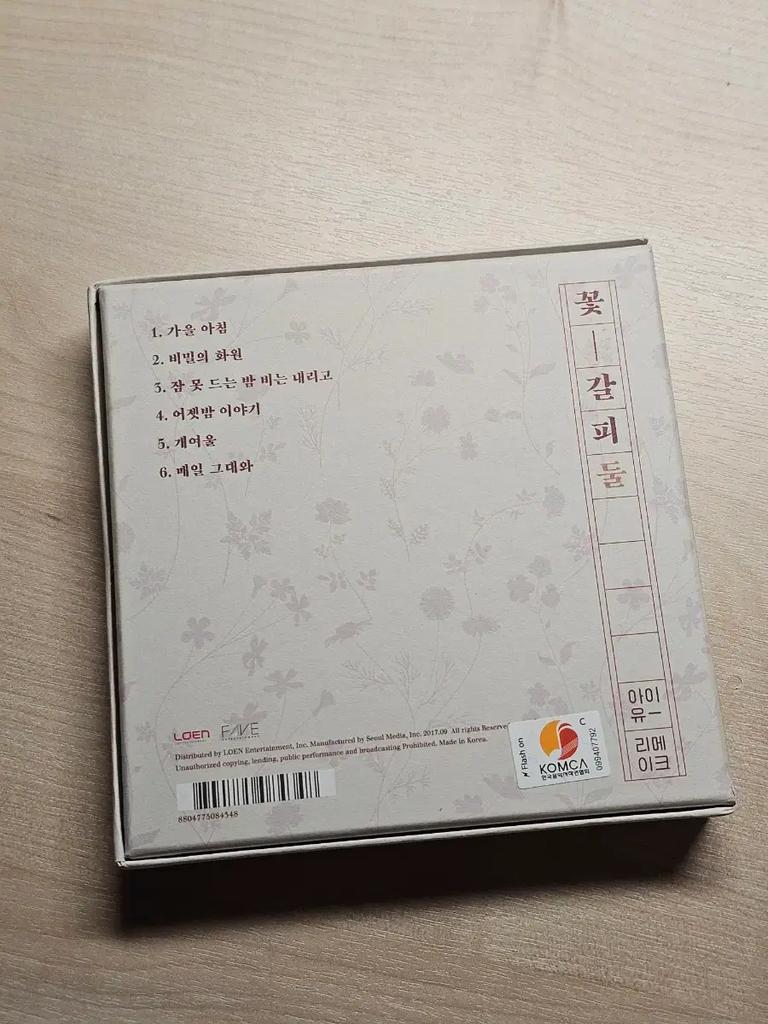 1. 가을 아침
2. 비밀의 화원
3. 잠 못 드는 밤 비는 내리고
4. 어젯밤 이야기
5. 개여울
6. 매일 그대와
꽃
갈
피
둘
아이
유
리메
이크
LOEN
FAVE
Distributed by LOEN Entertainment, Inc. Manufactured by Seoul Media, Inc. 2017.09 All rights Reserve
Unauthorized copying, lending, public performance and broadcasting Prohibited. Made in Korea.
8804775084348
Flash on
C
KOMCA
한국음악저작권협회
099407792